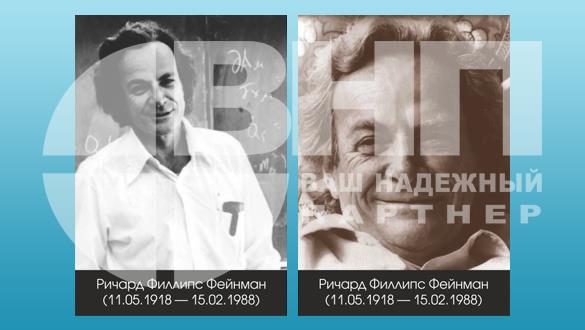 ВНП
ВАШ НАДЕЖНЫЙ
ПАРТНЕР
Ричард Филлипс Фейнман
(11.05.1918 — 15.02.1988)
Ричард Филлипс Фейнман
(11.05.1918 — 15.02.1988)